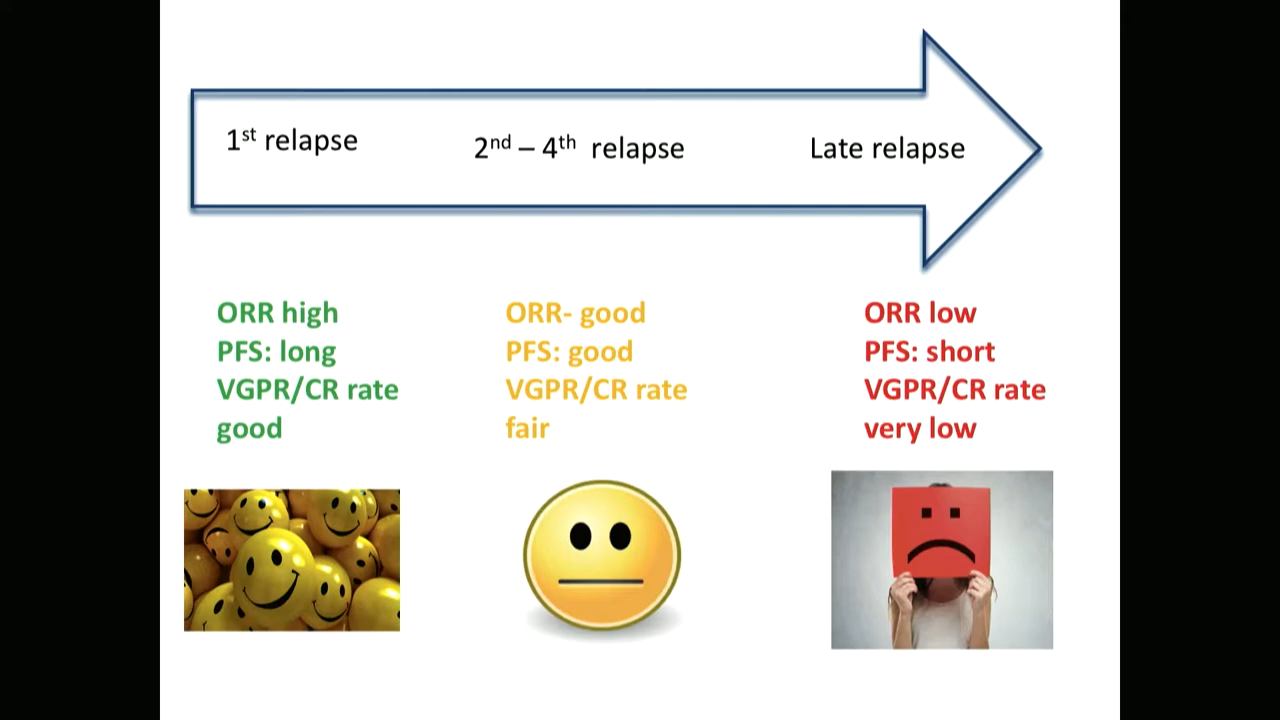 1st relapse
2nd – 4th relapse
Late relapse
ORR high
PFS: long
VGPR/CR rate
good
ORR- good
PFS: good
VGPR/CR rate
fair
ORR low
PFS: short
VGPR/CR rate
very low